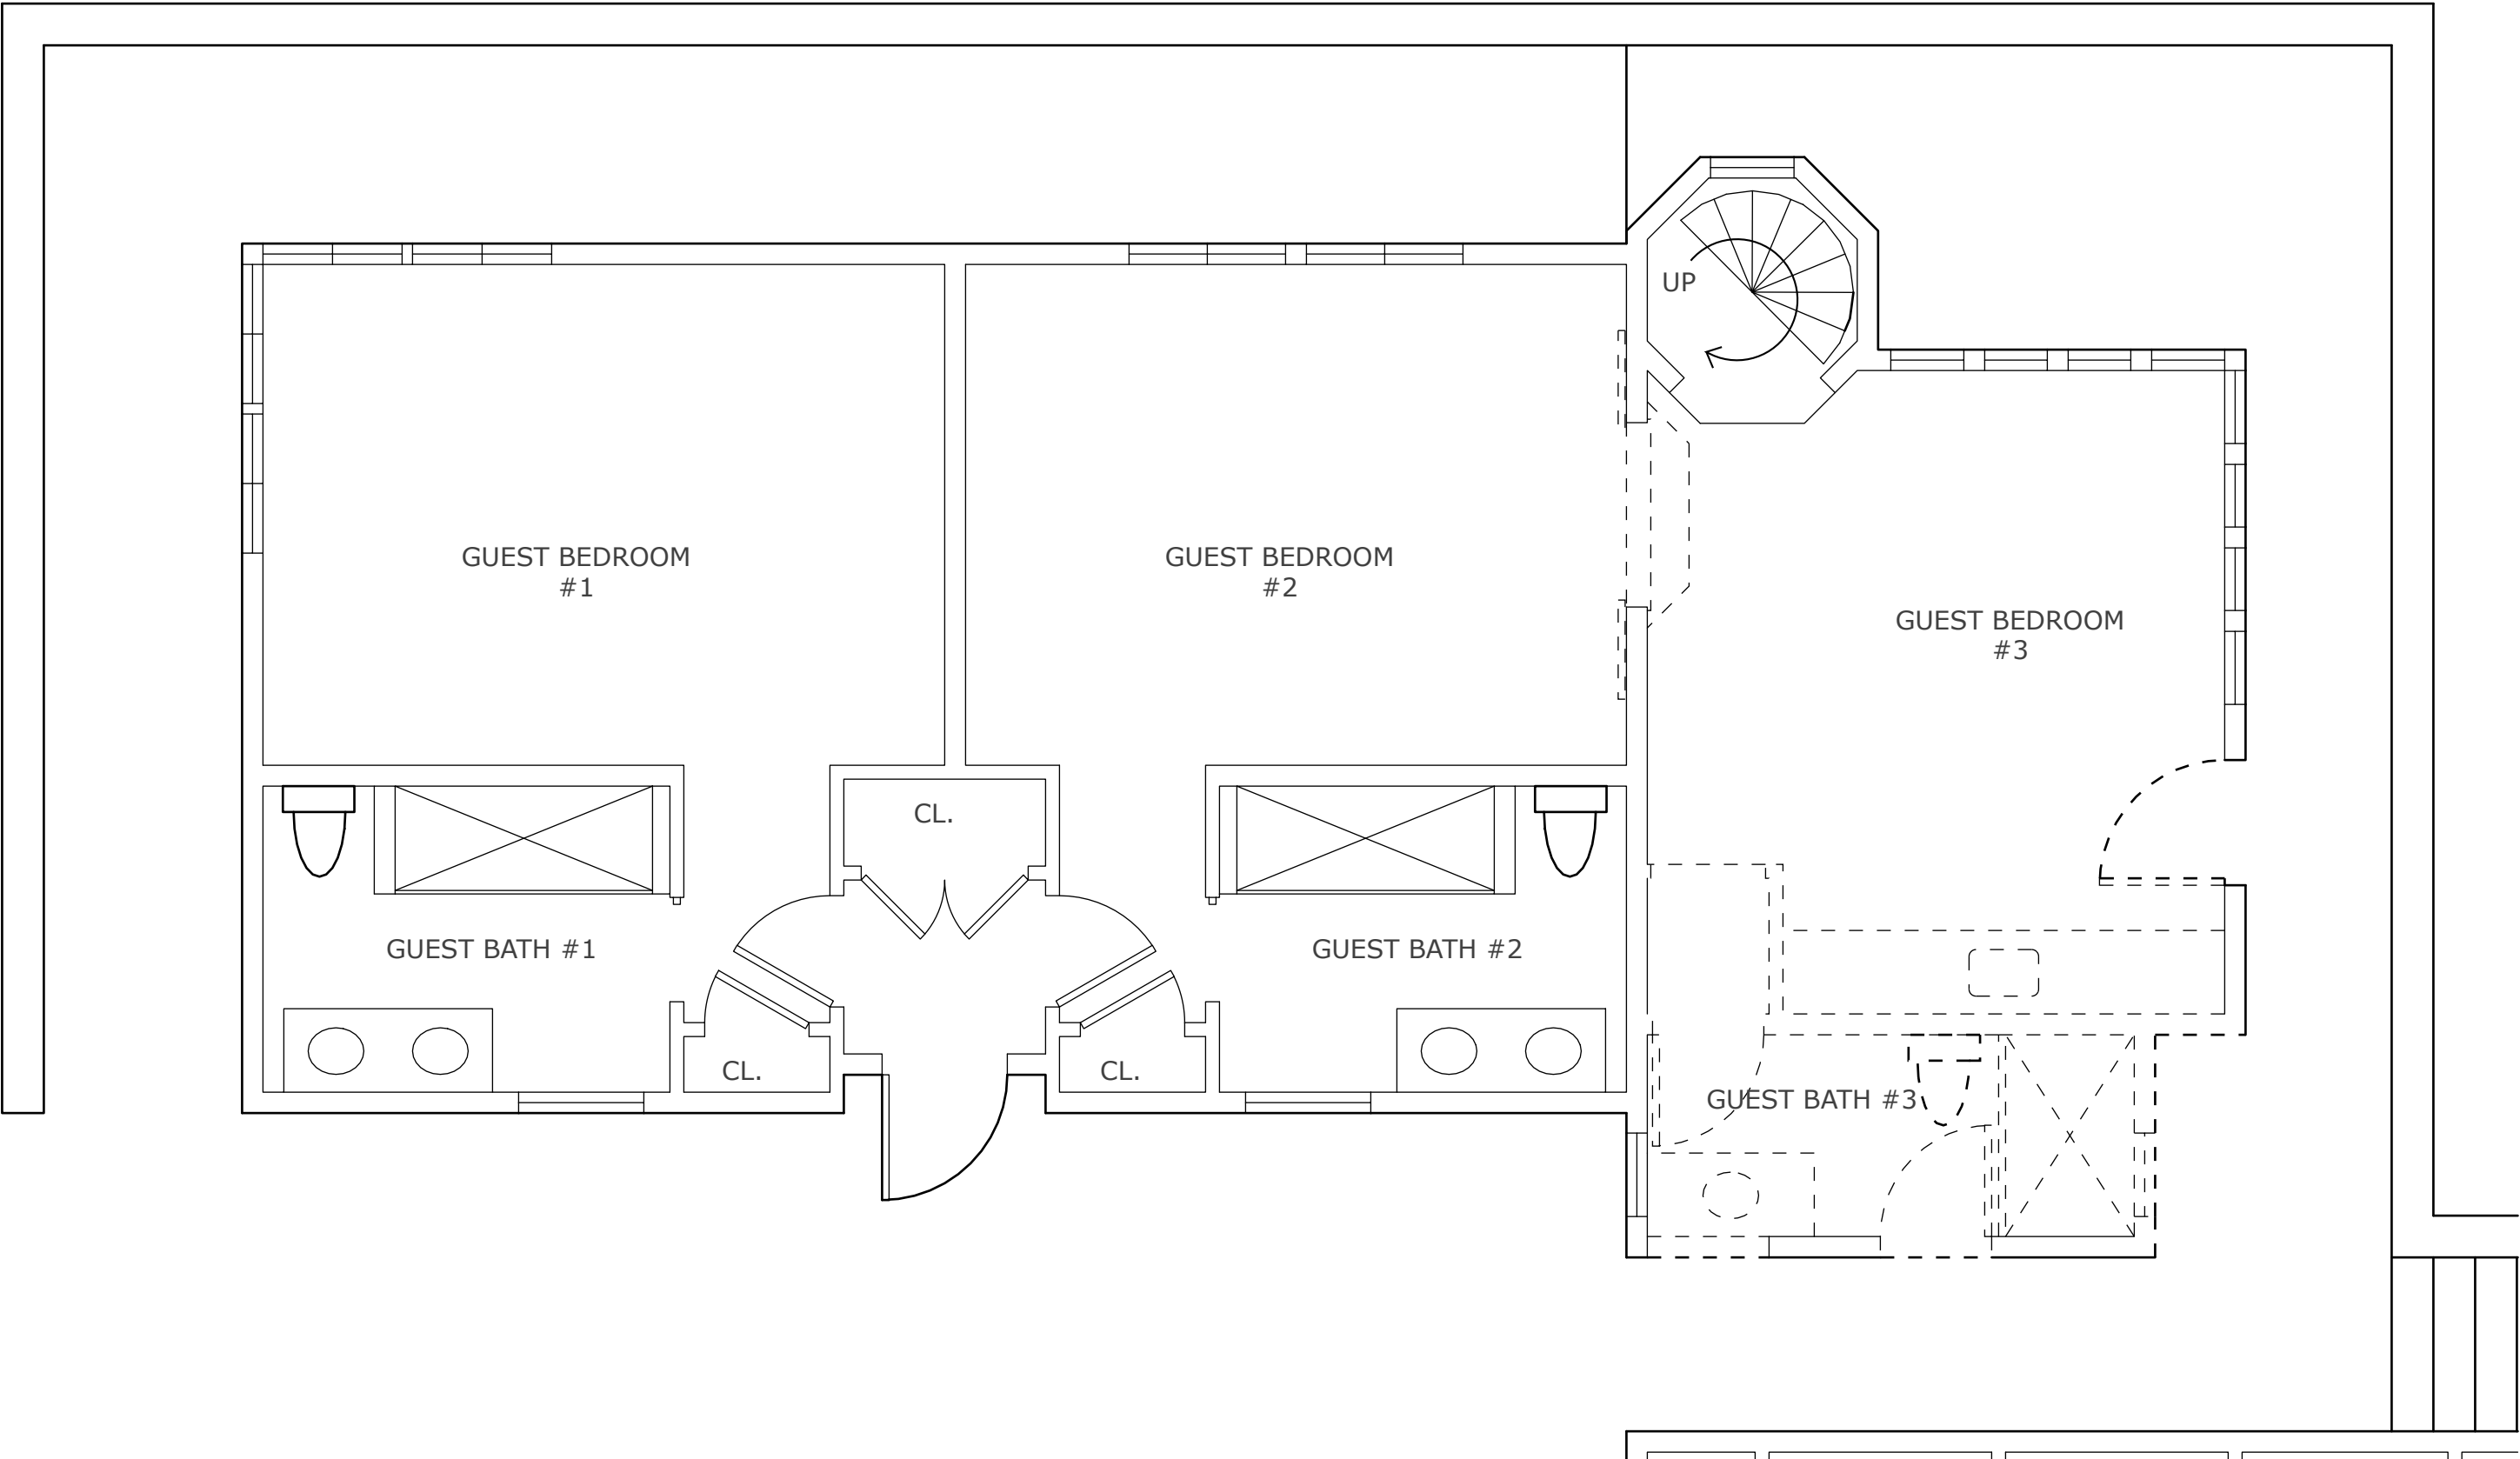 UP
GUEST BEDROOM
#1
GUEST BEDROOM
#2
GUEST BEDROOM
#3
CL.
GUEST BATH #1
GUEST BATH #2
CL.
CL.
GUEST BATH #3